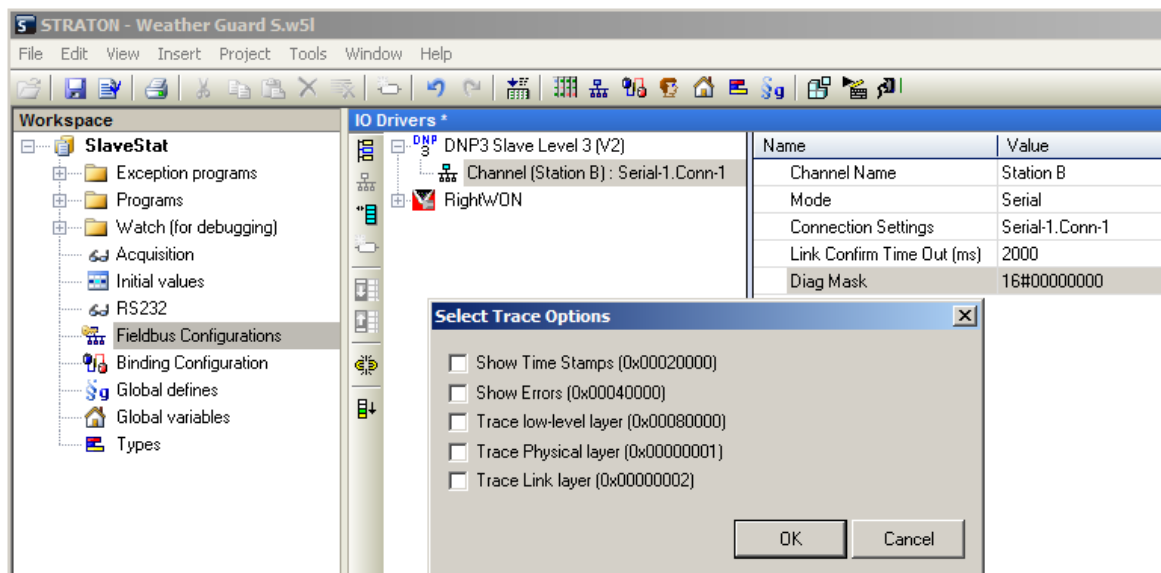 STRATON - Weather Guard S.w5l
File Edit View Insert Project Tools Window Help
Workspace
SlaveStat
Exception programs
Programs
Watch (for debugging)
Acquisition
Initial values
RS232
Fieldbus Configurations
Binding Configuration
Global defines
Global variables
Types
IO Drivers *
DNP3 Slave Level 3 (V2)
Channel (Station B) : Serial-1.Conn-1
RightWON
Name Value
Channel Name Station B
Mode Serial
Connection Settings Serial-1.Conn-1
Link Confirm Time Out (ms) 2000
Diag Mask 16#00000000
Select Trace Options
Show Time Stamps (0x00020000)
Show Errors (0x00040000)
Trace low-level layer (0x00080000)
Trace Physical layer (0x00000001)
Trace Link layer (0x00000002)
OK Cancel